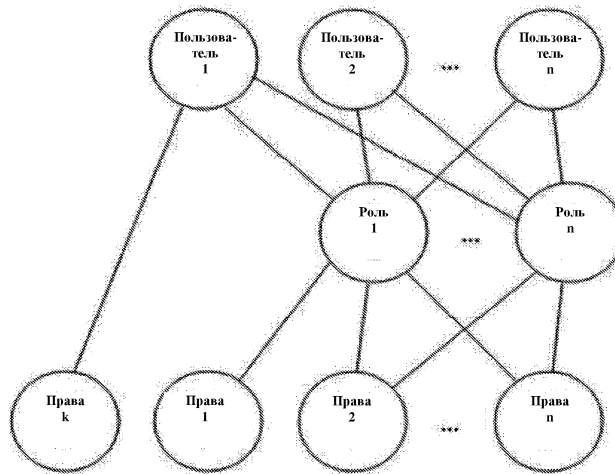 Пользова-
тель
1
Пользова-
тель
2
***
Пользова-
тель
n
Роль
1
***
Роль
n
Права
k
Права
1
Права
2
***
Права
n